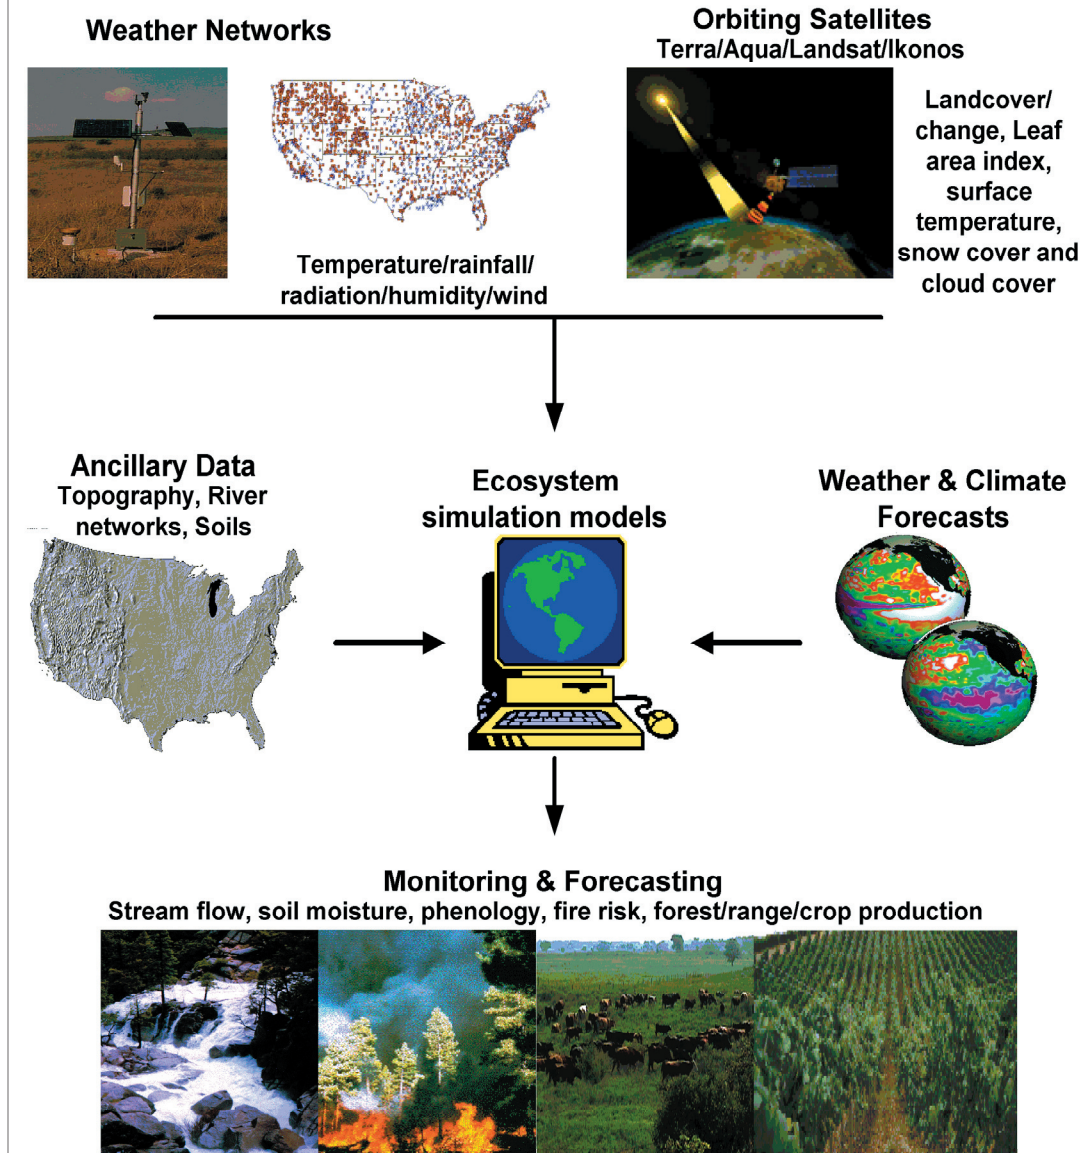 Weather Networks
Temperature/rainfall/
radiation/humidity/wind
Orbiting Satellites
Terra/Aqua/Landsat/Ikonos
Landcover/
change, Leaf
area index,
surface
temperature,
snow cover and
cloud cover
Ancillary Data
Topography, River
networks, Soils
Ecosystem
simulation models
Weather & Climate
Forecasts
Monitoring & Forecasting
Stream flow, soil moisture, phenology, fire risk, forest/range/crop production